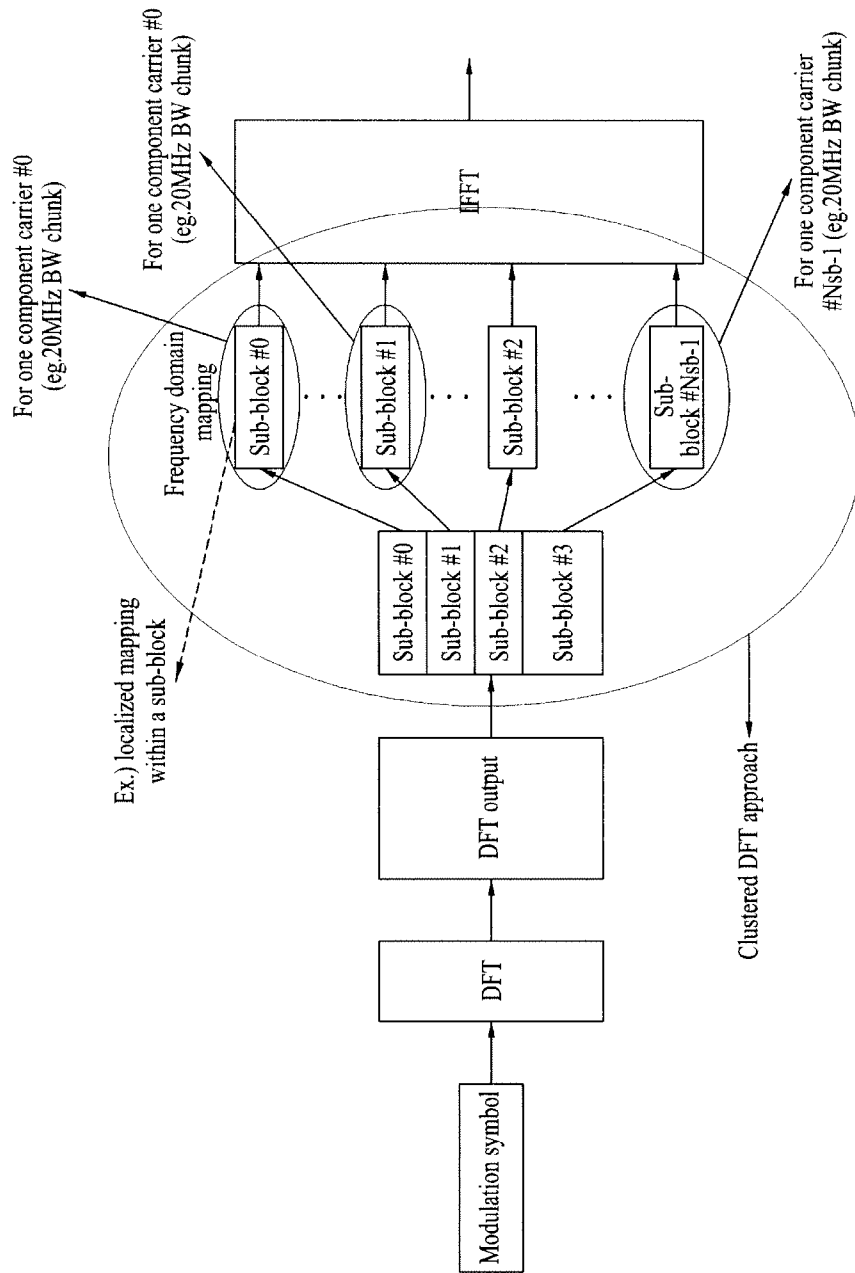 Modulation symbol
DFT
DFT output
Sub-block #0
Sub-block #1
Sub-block #2
Sub-block #3
Ex.) localized mapping
within a sub-block
Frequency domain
mapping
Sub-block #0
. . .
Sub-block #1
. . .
Sub-block #2
. . .
Sub-
block #Nsb-1
IFFT
For one component carrier #0
(eg.20MHz BW chunk)
For one component carrier #0
(eg.20MHz BW chunk)
For one component carrier
#Nsb-1 (eg.20MHz BW chunk)
Clustered DFT approach